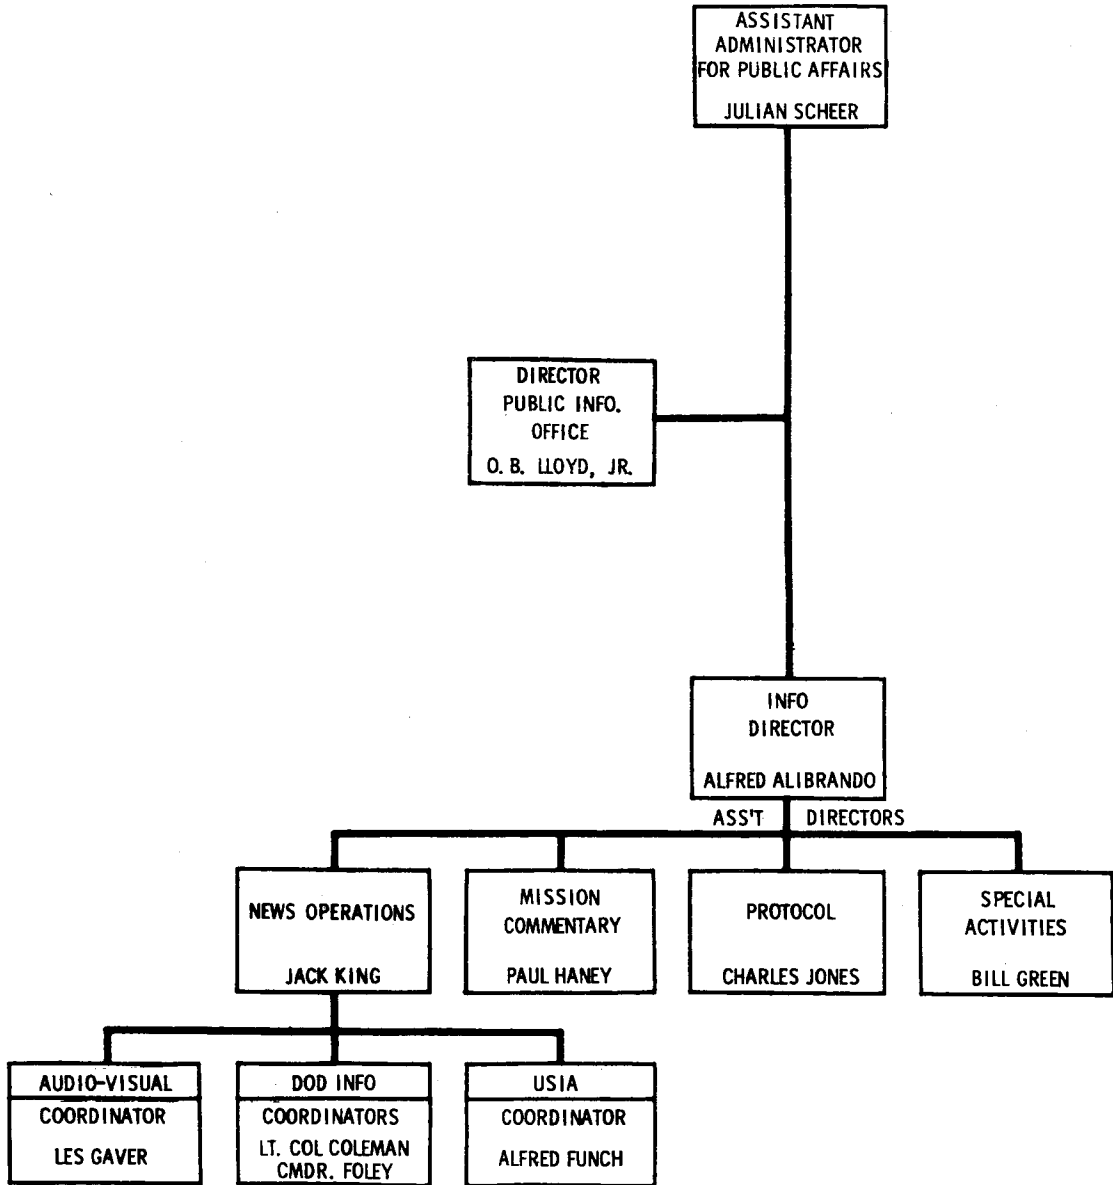 ASSISTANT
ADMINISTRATOR
FOR PUBLIC AFFAIRS
JULIAN SCHEER
DIRECTOR
PUBLIC INFO.
OFFICE
O. B. LLOYD, JR.
INFO
DIRECTOR
ALFRED ALIBRANDO
ASS'T DIRECTORS
NEWS OPERATIONS
JACK KING
MISSION
COMMENTARY
PAUL HANEY
PROTOCOL
CHARLES JONES
SPECIAL
ACTIVITIES
BILL GREEN
AUDIO-VISUAL
COORDINATOR
LES GAVER
DOD INFO
COORDINATORS
LT. COL COLEMAN
CMDR. FOLEY
USIA
COORDINATOR
ALFRED FUNCH